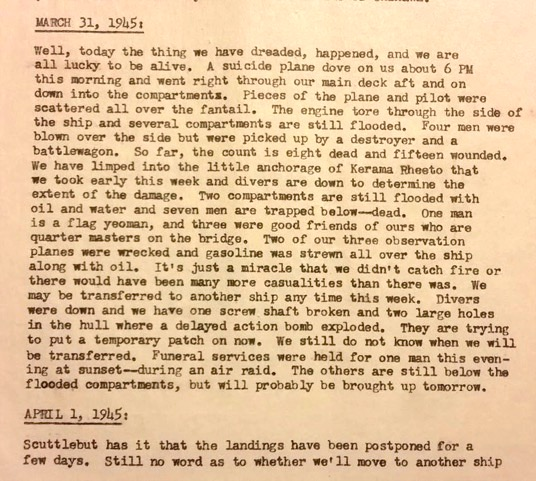 MARCH 31, 1945:
Well, today the thing we have dreaded, happened, and we are
all lucky to be alive. A suicide plane dove on us about 6 PM
this morning and went right through our main deck aft and on
down into the compartments. Pieces of the plane and pilot were
scattered all over the fantail. The engine tore through the side of
the ship and several compartments are still flooded. Four men were
blown over the side but were picked up by a destroyer and a
battlewagon. So far, the count is eight dead and fifteen wounded.
We have limped into the little anchorage of Kerama Rheeto that
we took early this week and divers are down to determine the
extent of the damage. Two compartments are still flooded with
oil and water and seven men are trapped below--dead. One man
is a flag yeoman, and three were good friends of ours who are
quarter masters on the bridge. Two of our three observation
planes were wrecked and gasoline was strewn all over the ship
along with oil. It's just a miracle that we didn't catch fire or
there would have been many more casualities than there was. We
may be transferred to another ship any time this week. Divers
were down and we have one screw shaft broken and two large holes
in the hull where a delayed action bomb exploded. They are trying
to put a temporary patch on now. We still do not know when we will
be transferred. Funeral services were held for one man this even-
ing at sunset--during an air raid. The others are still below the
flooded compartments, but will probably be brought up tomorrow.
APRIL 1, 1945:
Scuttlebut has it that the landings have been postponed for a
few days. Still no word as to whether we'll move to another ship